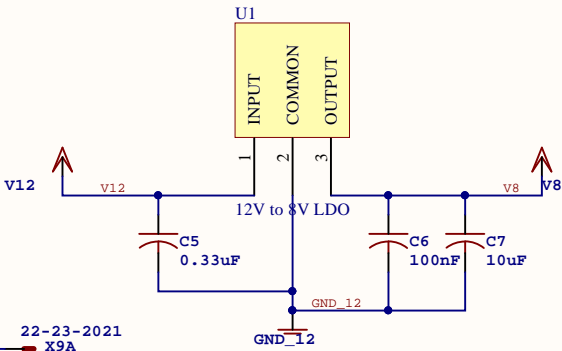 U1
INPUT
COMMON
OUTPUT
1
2
3
V12
V12
V8
V8
12V to 8V LDO
C5
0.33uF
C6
100nF
C7
10uF
GND_12
GND_12
22-23-2021
X9A